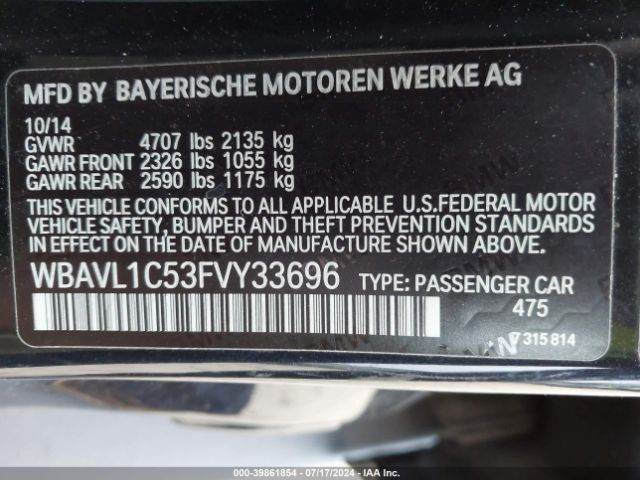 MFD BY BAYERISCHE MOTOREN WERKE AG
10/14
GVWR 4707 lbs 2135 kg
GAWR FRONT 2326 lbs 1055 kg
GAWR REAR 2590 lbs 1175 kg
THIS VEHICLE CONFORMS TO ALL APPLICABLE U.S.FEDERAL MOTOR
VEHICLE SAFETY, BUMPER AND THEFT PREVENTION STANDARDS
IN EFFECT ON THE DATE OF MANUFACTURE SHOWN ABOVE.
WBAVL1C53FVY33696 TYPE: PASSENGER CAR
475
7 315 814
000-39861854 - 07/17/2024 - IAA, LLC